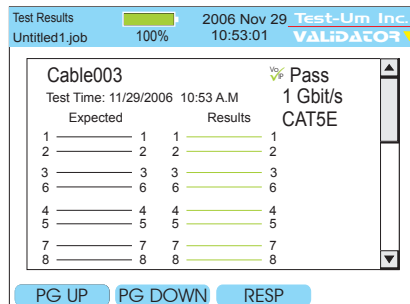 Test Results 2006 Nov 29 Test-Um Inc.
Untitled1.job 100% 10:53:01 VALiDATOR
Cable003 VoIP Pass
Test Time: 11/29/2006 10:53 A.M 1 Gbit/s
Expected Results CAT5E
1 1 1 1
2 2 2 2
3 3 3 3
6 6 6 6
4 4 4 4
5 5 5 5
7 7 7 7
8 8 8 8
PG UP PG DOWN RESP